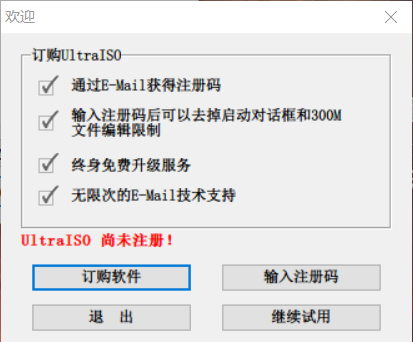 欢迎
订购UltraISO
通过E-Mail获得注册码
输入注册码后可以去掉启动对话框和300M
文件编辑限制
终身免费升级服务
无限次的E-Mail技术支持
UltraISO 尚未注册!
订购软件 输入注册码
退 出 继续试用